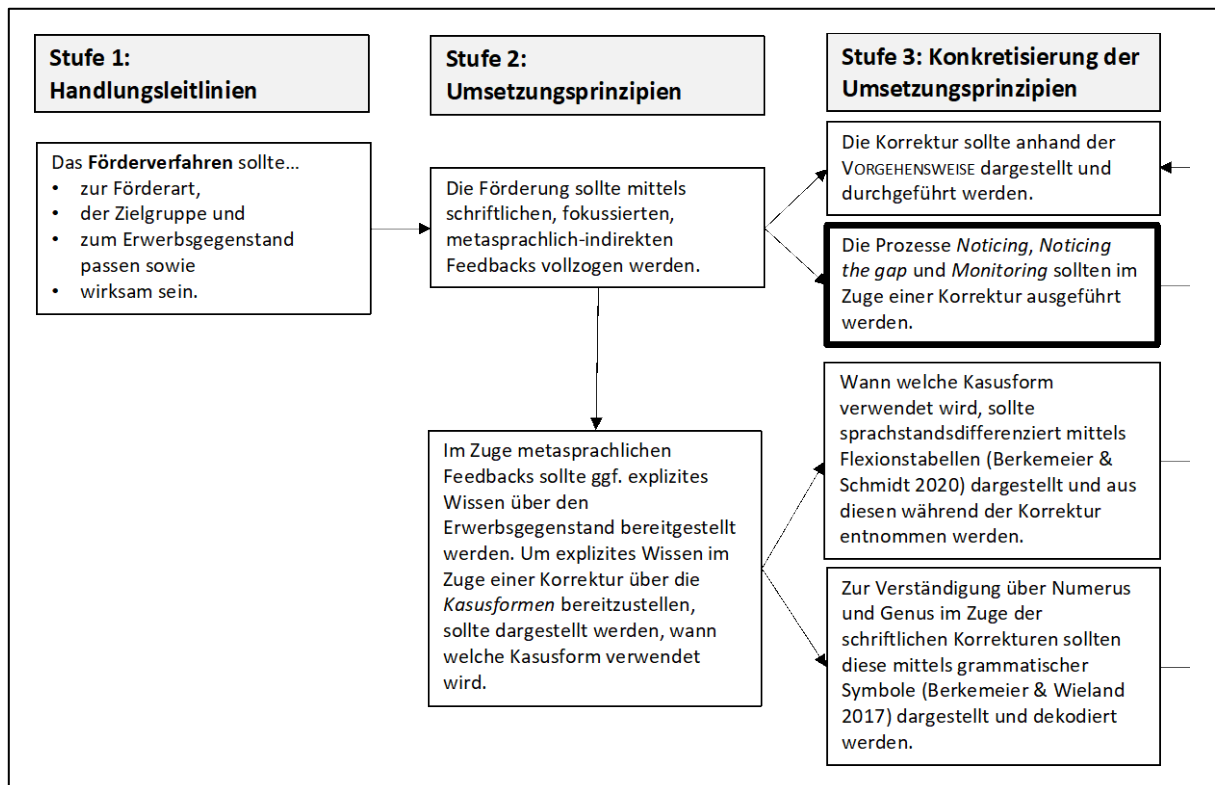 Stufe 1:
Handlungsleitlinien
Das Förderverfahren sollte…
• zur Förderart,
• der Zielgruppe und
• zum Erwerbsgegenstand
passen sowie
• wirksam sein.
Stufe 2:
Umsetzungsprinzipien
Die Förderung sollte mittels
schriftlichen, fokussierten,
metasprachlich-indirekten
Feedbacks vollzogen werden.
Im Zuge metasprachlichen
Feedbacks sollte ggf. explizites
Wissen über den
Erwerbsgegenstand bereitgestellt
werden. Um explizites Wissen im
Zuge einer Korrektur über die
Kasusformen bereitzustellen,
sollte dargestellt werden, wann
welche Kasusform verwendet
wird.
Stufe 3: Konkretisierung der
Umsetzungsprinzipien
Die Korrektur sollte anhand der
VORGEHENSWEISE dargestellt und
durchgeführt werden.
Die Prozesse Noticing, Noticing
the gap und Monitoring sollten im
Zuge einer Korrektur ausgeführt
werden.
Wann welche Kasusform
verwendet wird, sollte
sprachstandsdifferenziert mittels
Flexionstabellen (Berkemeier &
Schmidt 2020) dargestellt und aus
diesen während der Korrektur
entnommen werden.
Zur Verständigung über Numerus
und Genus im Zuge der
schriftlichen Korrekturen sollten
diese mittels grammatischer
Symbole (Berkemeier & Wieland
2017) dargestellt und dekodiert
werden.